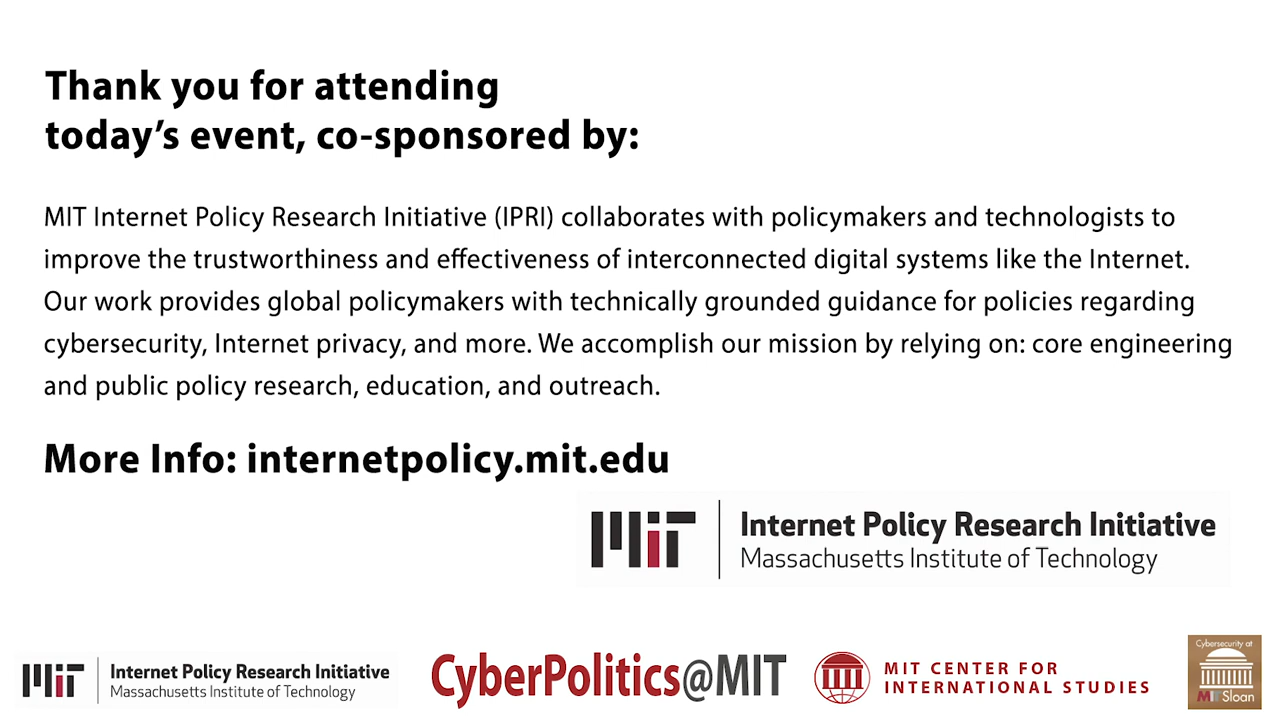 Thank you for attending
today’s event, co-sponsored by:
MIT Internet Policy Research Initiative (IPRI) collaborates with policymakers and technologists to
improve the trustworthiness and effectiveness of interconnected digital systems like the Internet.
Our work provides global policymakers with technically grounded guidance for policies regarding
cybersecurity, Internet privacy, and more. We accomplish our mission by relying on: core engineering
and public policy research, education, and outreach.
More Info: internetpolicy.mit.edu
MIT
Internet Policy Research Initiative
Massachusetts Institute of Technology
MIT
Internet Policy Research Initiative
Massachusetts Institute of Technology
CyberPolitics@MIT
MIT CENTER FOR
INTERNATIONAL STUDIES
Cybersecurity at
MIT Sloan